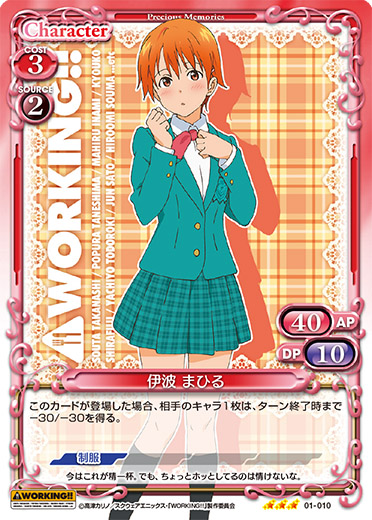 Precious Memories
Character
COST
3
SOURCE
2
WORKING!!
SOUTA TAKANASHI / POPURA TANESHIMA / MAHIRU INAMI / KYOUKO
SHIRAFUJI / YACHIYO TODOROKI / JUN SATO / HIROOMI SOUMA ...etc.
40 AP
DP 10
伊波 まひる
このカードが登場した場合、相手のキャラ1枚は、ターン終了時まで
−30/−30を得る。
制服
今はこれが精一杯。でも、ちょっとホッとしてるのは情けないな。
WORKING!!
©高津カリノ/スクウェアエニックス・「WORKING!!」製作委員会
01-010